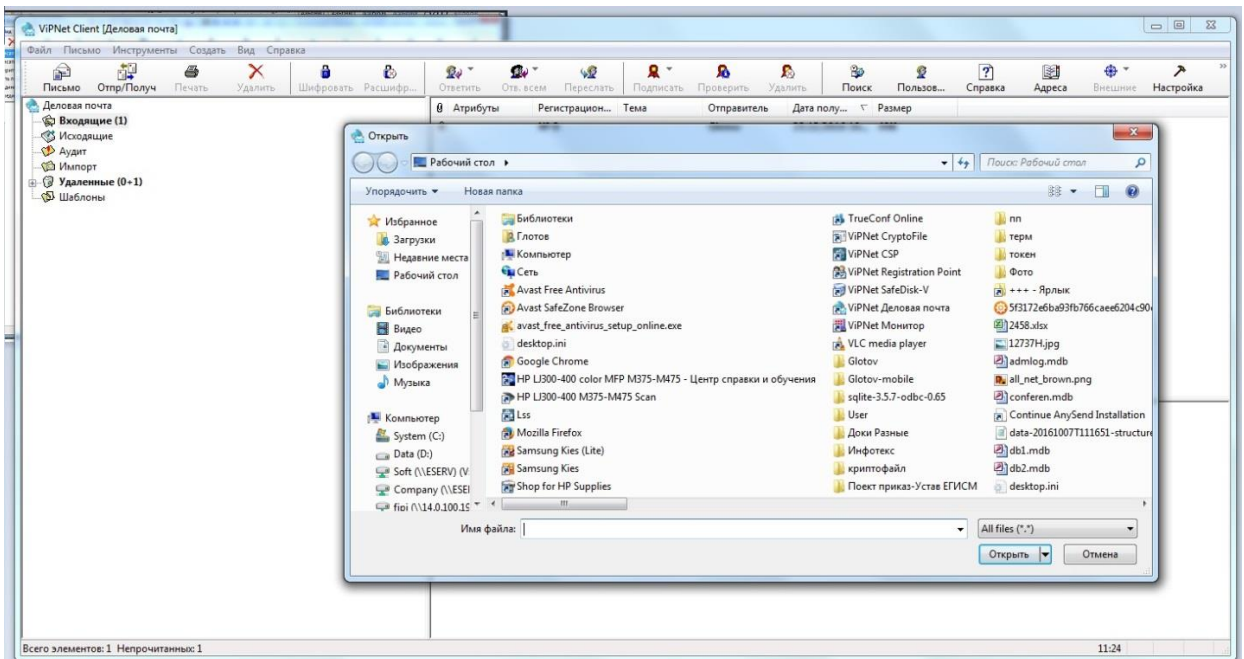 ViPNet Client [Деловая почта]
Файл Письмо Инструменты Создать Вид Справка
Письмо Отпр/Получ Печать Удалить Шифровать Расшифр... Ответить Отв. всем Переслать Подписать Проверить Удалить Поиск Пользов... Справка Адреса Внешние Настройка
Деловая почта
Входящие (1)
Исходящие
Аудит
Импорт
Удаленные (0+1)
Шаблоны
Атрибуты Регистрацион... Тема Отправитель Дата полу... Размер
Открыть
Рабочий стол
Поиск: Рабочий стол
Упорядочить Новая папка
Избранное
Загрузки
Недавние места
Рабочий стол
Библиотеки
Видео
Документы
Изображения
Музыка
Компьютер
System (C:)
Data (D:)
Soft (\\ESERV) (V:
Company (\\ESEI
fipi (\\14.0.100.19
Библиотеки
Глотов
Компьютер
Сеть
Avast Free Antivirus
Avast SafeZone Browser
avast_free_antivirus_setup_online.exe
desktop.ini
Google Chrome
HP LJ300-400 color MFP M375-M475 - Центр справки и обучения
HP LJ300-400 M375-M475 Scan
Lss
Mozilla Firefox
Samsung Kies (Lite)
Samsung Kies
Shop for HP Supplies
TrueConf Online
ViPNet CryptoFile
ViPNet CSP
ViPNet Registration Point
ViPNet SafeDisk-V
ViPNet Деловая почта
ViPNet Монитор
VLC media player
Glotov
Glotov-mobile
sqlite-3.5.7-odbc-0.65
User
Доки Разные
Инфотекс
криптофайл
Поект приказ-Устав ЕГИСМ
пп
терм
токен
Фото
+++ - Ярлык
5f3172e6ba93fb766caee6204c90
2458.xlsx
12737H.jpg
admlog.mdb
all_net_brown.png
conferen.mdb
Continue AnySend Installation
data-20161007T111651-structure
db1.mdb
db2.mdb
desktop.ini
Имя файла:
All files (*.*)
Открыть Отмена
Всего элементов: 1 Непрочитанных: 1
11:24